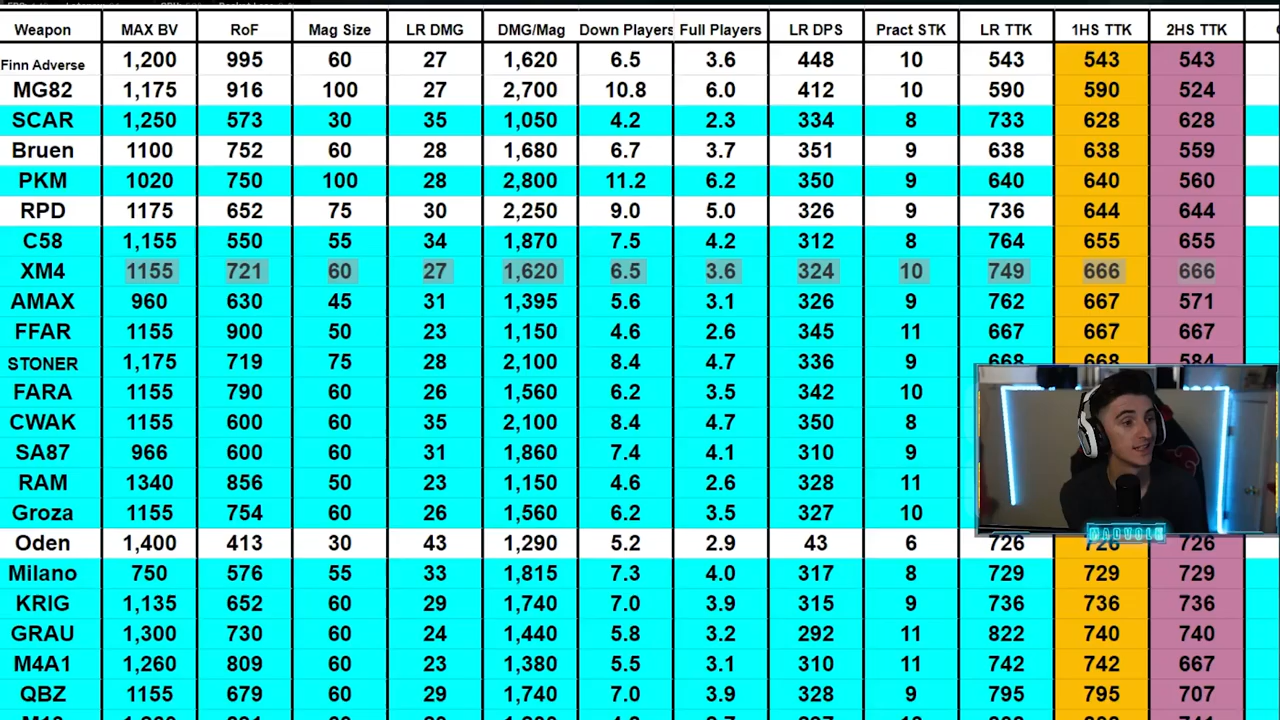 Weapon MAX BV RoF Mag Size LR DMG DMG/Mag Down Players Full Players LR DPS Pract STK LR TTK 1HS TTK 2HS TTK
Finn Adverse 1,200 995 60 27 1,620 6.5 3.6 448 10 543 543 543
MG82 1,175 916 100 27 2,700 10.8 6.0 412 10 590 590 524
SCAR 1,250 573 30 35 1,050 4.2 2.3 334 8 733 628 628
Bruen 1100 752 60 28 1,680 6.7 3.7 351 9 638 638 559
PKM 1020 750 100 28 2,800 11.2 6.2 350 9 640 640 560
RPD 1175 652 75 30 2,250 9.0 5.0 326 9 736 644 644
C58 1,155 550 55 34 1,870 7.5 4.2 312 8 764 655 655
XM4 1155 721 60 27 1,620 6.5 3.6 324 10 749 666 666
AMAX 960 630 45 31 1,395 5.6 3.1 326 9 762 667 571
FFAR 1155 900 50 23 1,150 4.6 2.6 345 11 667 667 667
STONER 1,175 719 75 28 2,100 8.4 4.7 336 9 668 668 584
FARA 1155 790 60 26 1,560 6.2 3.5 342 10
CWAK 1155 600 60 35 2,100 8.4 4.7 350 8
SA87 966 600 60 31 1,860 7.4 4.1 310 9
RAM 1340 856 50 23 1,150 4.6 2.6 328 11
Groza 1155 754 60 26 1,560 6.2 3.5 327 10
WADVOLK
Oden 1,400 413 30 43 1,290 5.2 2.9 43 6 726 726 726
Milano 750 576 55 33 1,815 7.3 4.0 317 8 729 729 729
KRIG 1,135 652 60 29 1,740 7.0 3.9 315 9 736 736 736
GRAU 1,300 730 60 24 1,440 5.8 3.2 292 11 822 740 740
M4A1 1,260 809 60 23 1,380 5.5 3.1 310 11 742 742 667
QBZ 1155 679 60 29 1,740 7.0 3.9 328 9 795 795 707